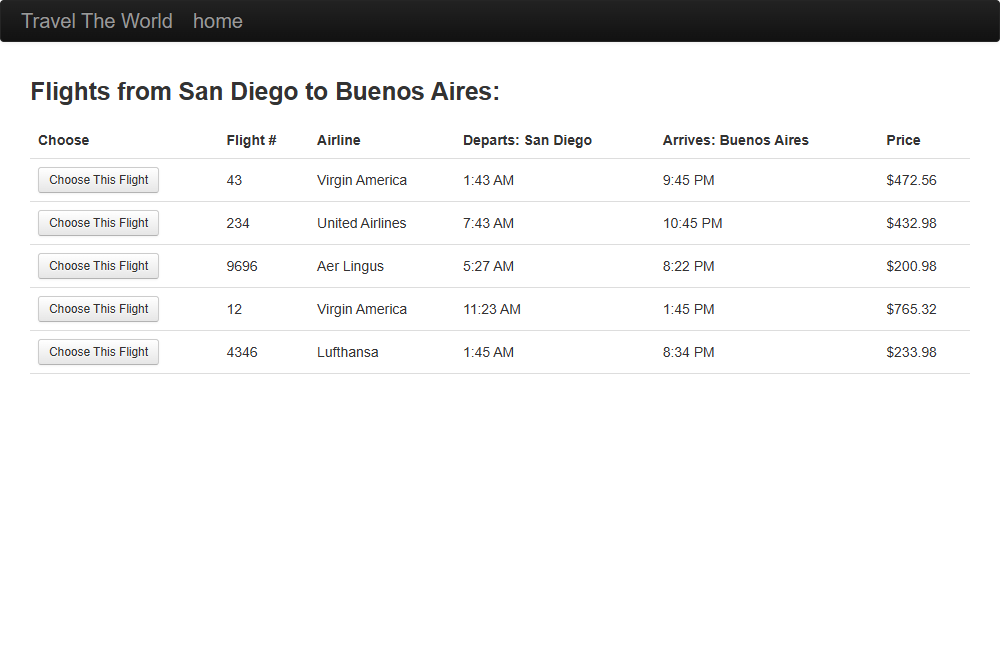 Travel The World home
Flights from San Diego to Buenos Aires:
Choose Flight # Airline Departs: San Diego Arrives: Buenos Aires Price
Choose This Flight 43 Virgin America 1:43 AM 9:45 PM $472.56
Choose This Flight 234 United Airlines 7:43 AM 10:45 PM $432.98
Choose This Flight 9696 Aer Lingus 5:27 AM 8:22 PM $200.98
Choose This Flight 12 Virgin America 11:23 AM 1:45 PM $765.32
Choose This Flight 4346 Lufthansa 1:45 AM 8:34 PM $233.98